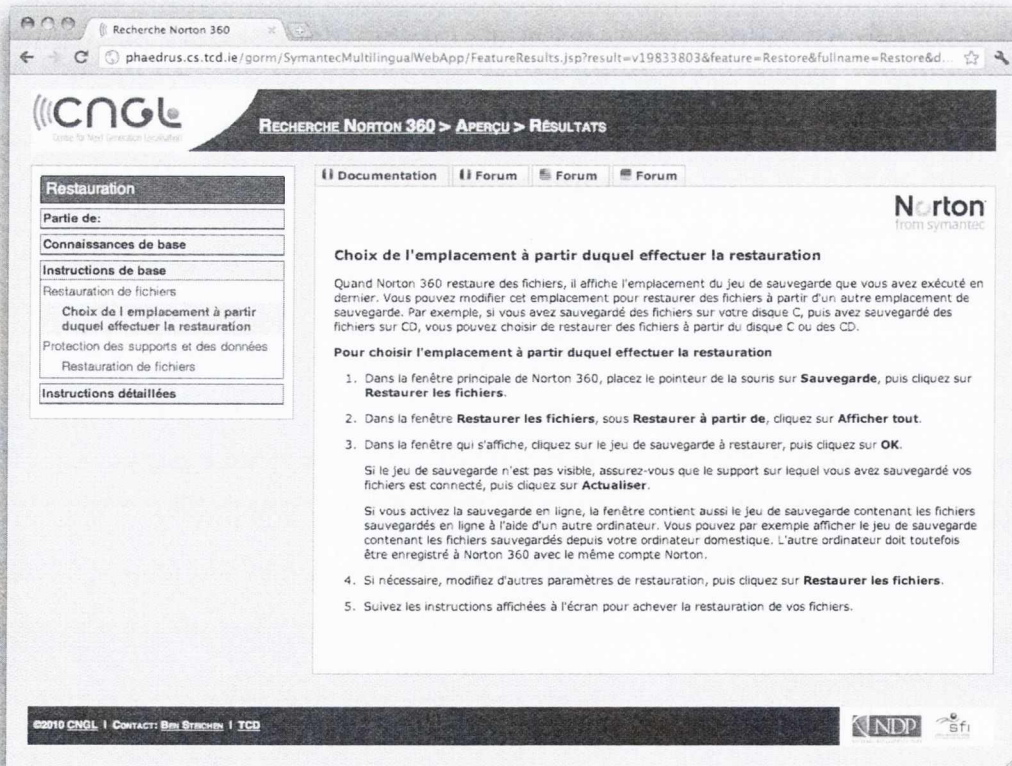 Recherche Norton 360
phaedrus.cs.tcd.ie/gorm/SymantecMultilingualWebApp/FeatureResults.jsp?result=v19833803&feature=Restore&fullname=Restore&d...
CNGL
Centre for Next Generation Localisation
RECHERCHE NORTON 360 > APERÇU > RÉSULTATS
Restauration
Partie de:
Connaissances de base
Instructions de base
Restauration de fichiers
Choix de l emplacement à partir
duquel effectuer la restauration
Protection des supports et des données
Restauration de fichiers
Instructions détaillées
Documentation
Forum
Forum
Forum
Norton
from symantec
Choix de l'emplacement à partir duquel effectuer la restauration
Quand Norton 360 restaure des fichiers, il affiche l'emplacement du jeu de sauvegarde que vous avez exécuté en
dernier. Vous pouvez modifier cet emplacement pour restaurer des fichiers à partir d'un autre emplacement de
sauvegarde. Par exemple, si vous avez sauvegardé des fichiers sur votre disque C, puis avez sauvegardé des
fichiers sur CD, vous pouvez choisir de restaurer des fichiers à partir du disque C ou des CD.
Pour choisir l'emplacement à partir duquel effectuer la restauration
1. Dans la fenêtre principale de Norton 360, placez le pointeur de la souris sur Sauvegarde, puis cliquez sur
Restaurer les fichiers.
2. Dans la fenêtre Restaurer les fichiers, sous Restaurer à partir de, cliquez sur Afficher tout.
3. Dans la fenêtre qui s'affiche, cliquez sur le jeu de sauvegarde à restaurer, puis cliquez sur OK.
Si le jeu de sauvegarde n'est pas visible, assurez-vous que le support sur lequel vous avez sauvegardé vos
fichiers est connecté, puis cliquez sur Actualiser.
Si vous activez la sauvegarde en ligne, la fenêtre contient aussi le jeu de sauvegarde contenant les fichiers
sauvegardés en ligne à l'aide d'un autre ordinateur. Vous pouvez par exemple afficher le jeu de sauvegarde
contenant les fichiers sauvegardés depuis votre ordinateur domestique. L'autre ordinateur doit toutefois
être enregistré à Norton 360 avec le même compte Norton.
4. Si nécessaire, modifiez d'autres paramètres de restauration, puis cliquez sur Restaurer les fichiers.
5. Suivez les instructions affichées à l'écran pour achever la restauration de vos fichiers.
©2010 CNGL | CONTACT: BEN STEICHEN | TCD
NDP
sfi